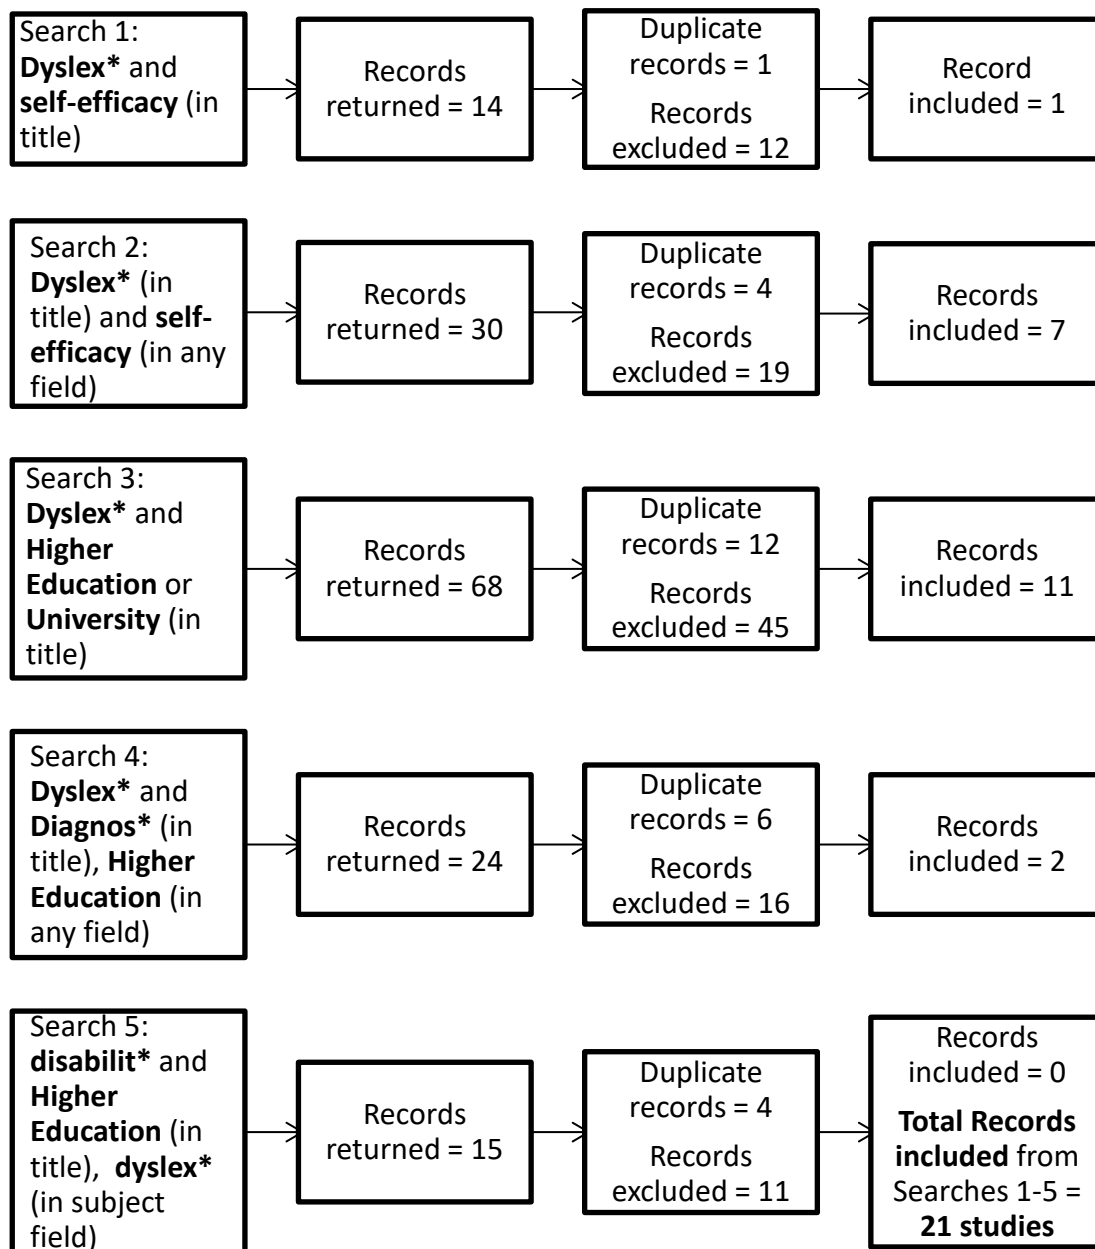 Search 1:
Dyslex* and
self-efficacy (in
title)
Records
returned = 14
Duplicate
records = 1
Records
excluded = 12
Record
included = 1
Search 2:
Dyslex* (in
title) and self-
efficacy (in any
field)
Records
returned = 30
Duplicate
records = 4
Records
excluded = 19
Records
included = 7
Search 3:
Dyslex* and
Higher
Education or
University (in
title)
Records
returned = 68
Duplicate
records = 12
Records
excluded = 45
Records
included = 11
Search 4:
Dyslex* and
Diagnos* (in
title), Higher
Education (in
any field)
Records
returned = 24
Duplicate
records = 6
Records
excluded = 16
Records
included = 2
Search 5:
disabilit* and
Higher
Education (in
title), dyslex*
(in subject
field)
Records
returned = 15
Duplicate
records = 4
Records
excluded = 11
Records
included = 0
Total Records
included from
Searches 1-5 =
21 studies